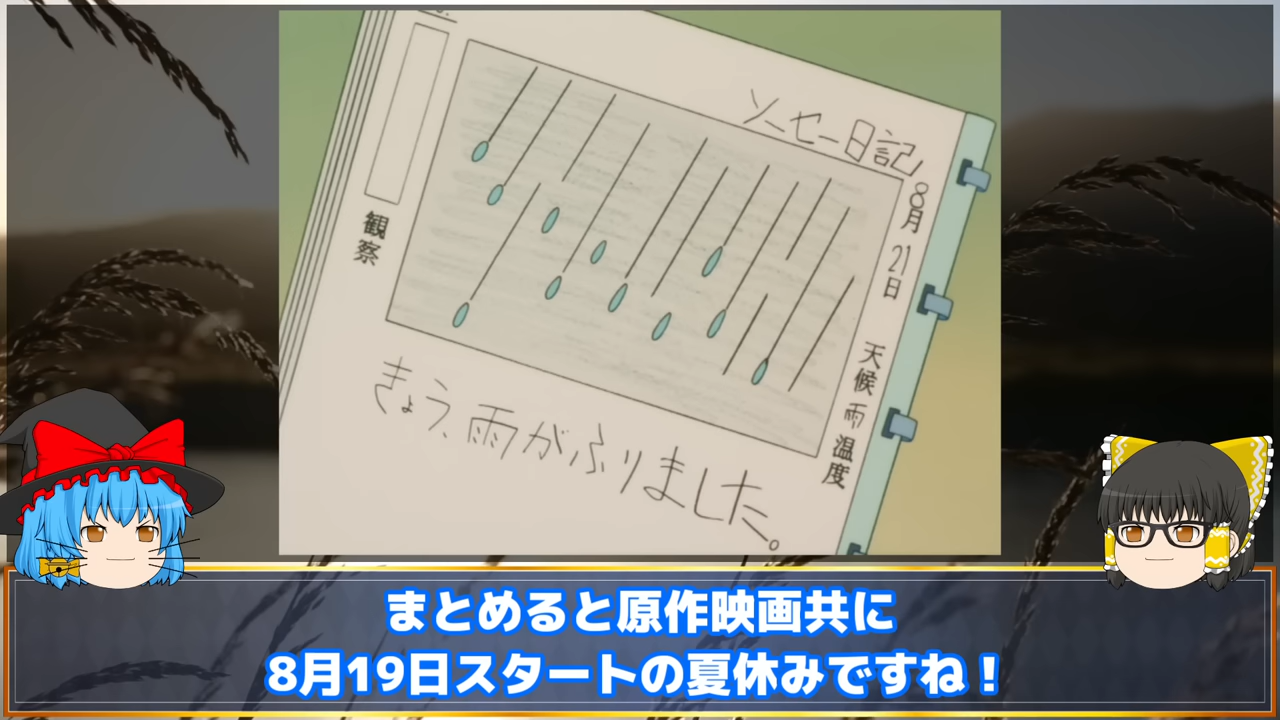 ソーセー日記
8月21日 天候 雨 温度
きょう、雨がふりました。
観察
まとめると原作映画共に
8月19日スタートの夏休みですね!